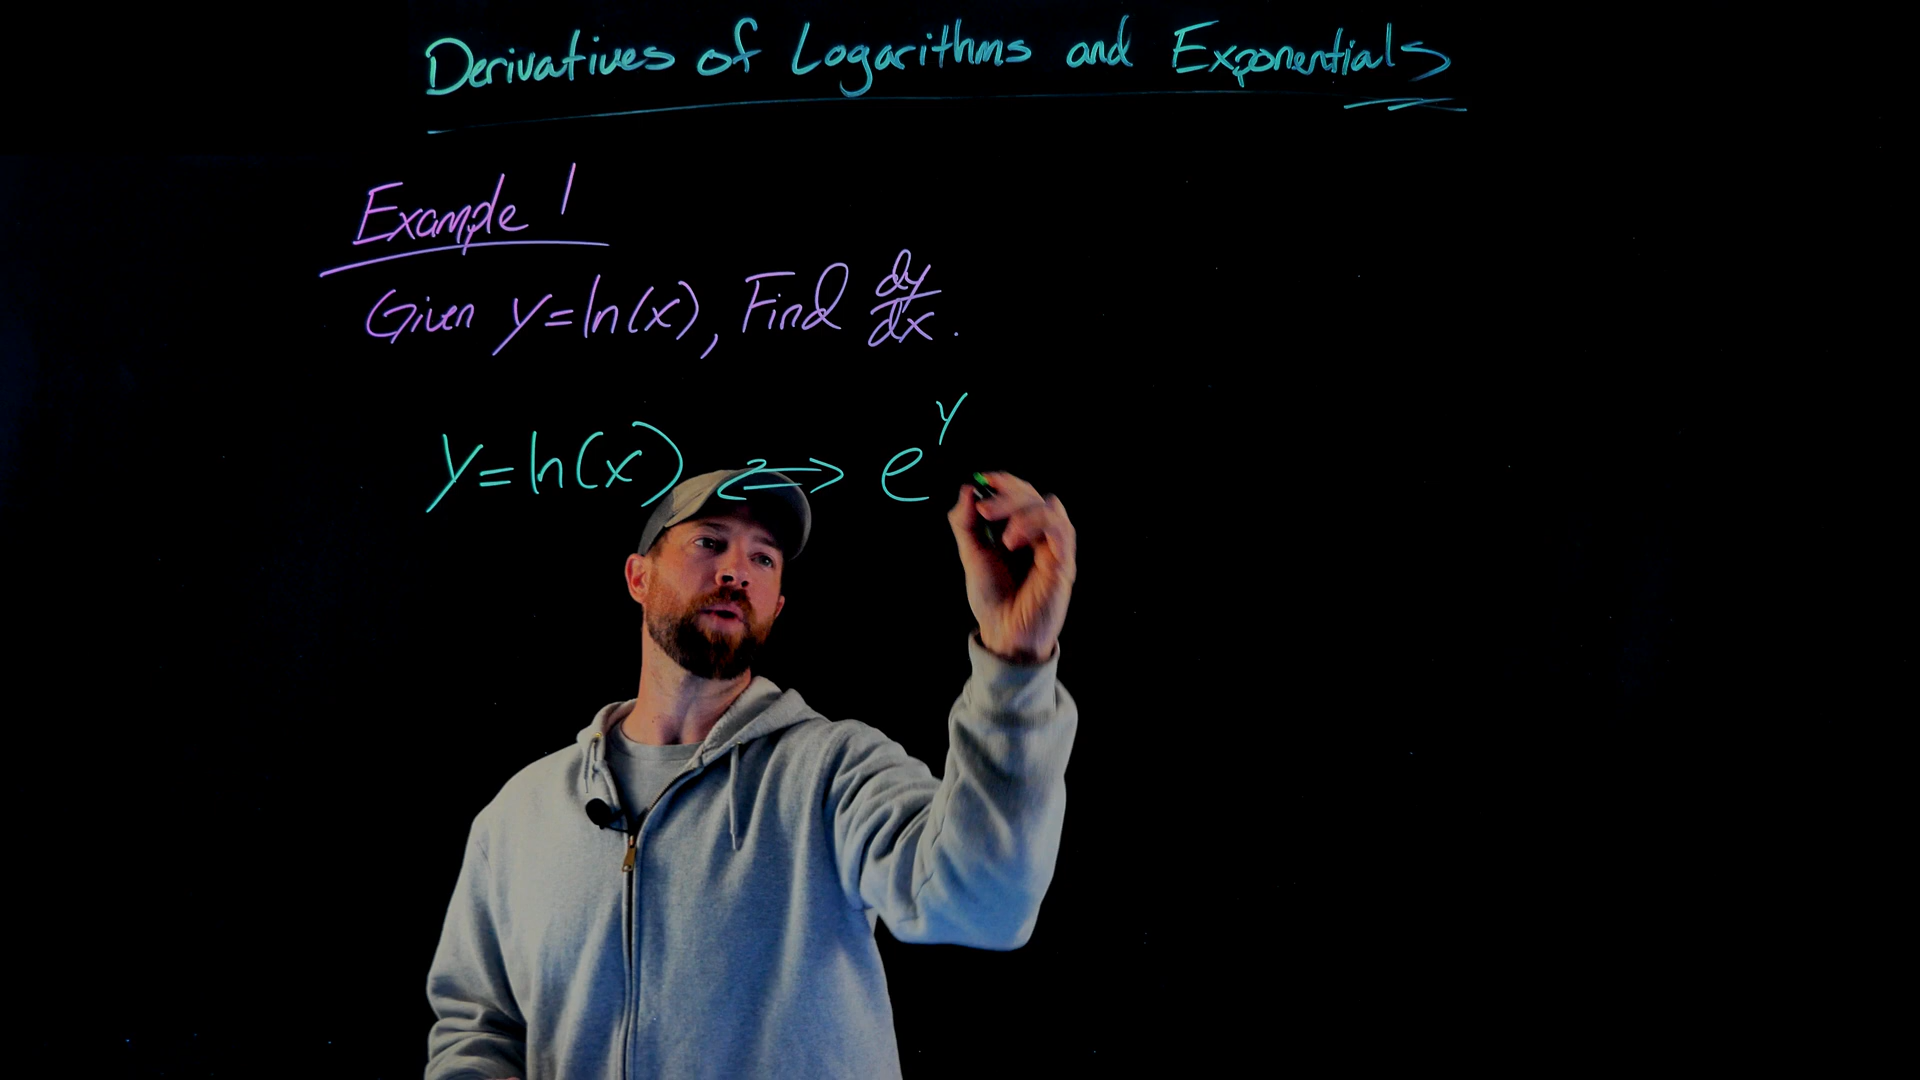 Derivatives of Logarithms and Exponentials
Example 1
Given y=ln(x), Find dy/dx.
y=ln(x) ⟺ e^y